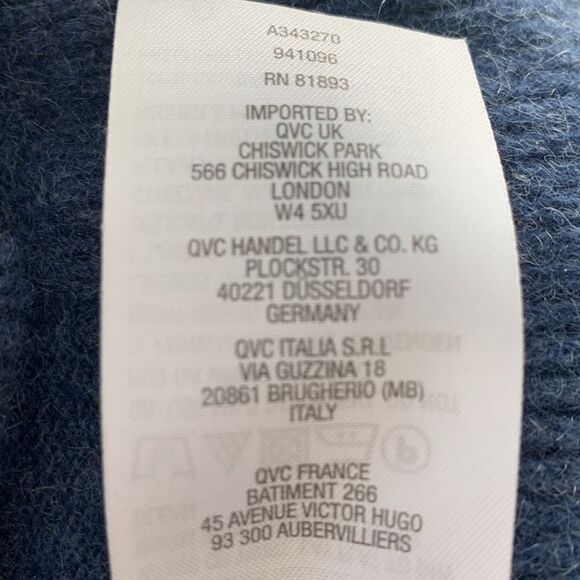 A343270
941096
RN 81893
IMPORTED BY:
QVC UK
CHISWICK PARK
566 CHISWICK HIGH ROAD
LONDON
W4 5XU
QVC HANDEL LLC & CO. KG
PLOCKSTR. 30
40221 DÜSSELDORF
GERMANY
QVC ITALIA S.R.L
VIA GUZZINA 18
20861 BRUGHERIO (MB)
ITALY
QVC FRANCE
BATIMENT 266
45 AVENUE VICTOR HUGO
93 300 AUBERVILLIERS